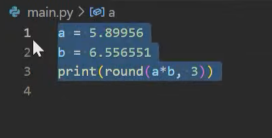 main.py > a
1 a = 5.89956
2 b = 6.556551
3 print(round(a*b, 3))
4